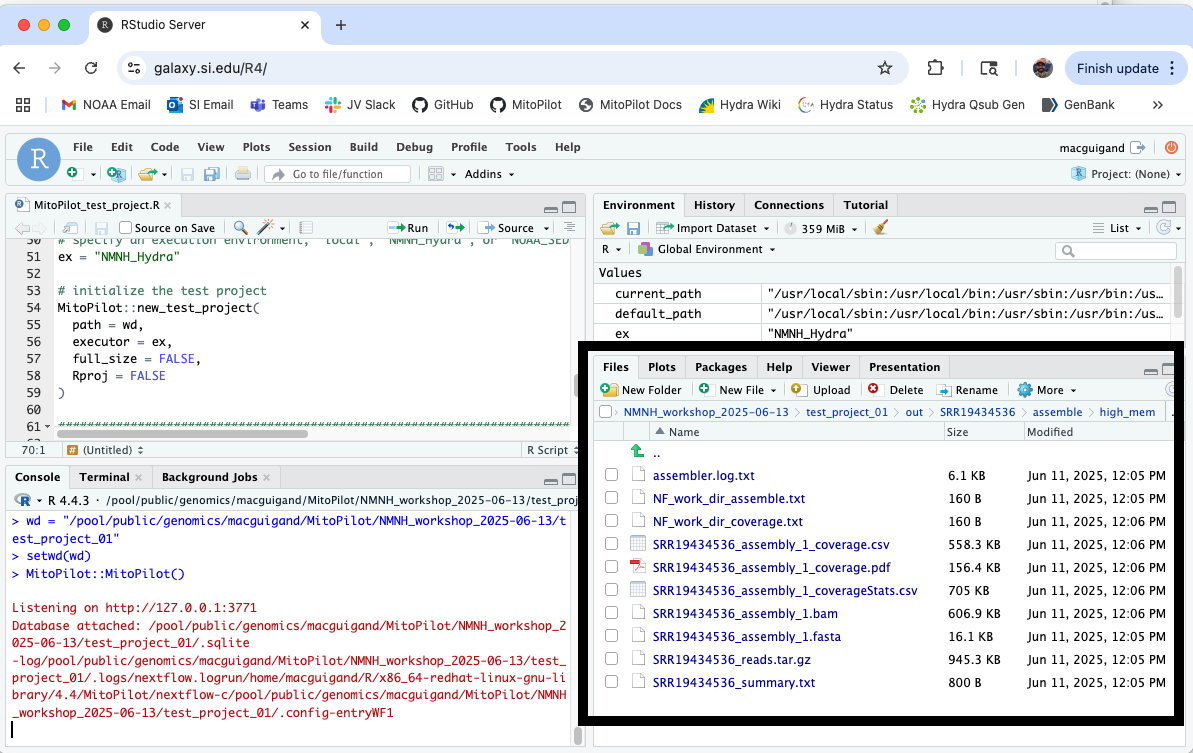 RStudio Server
galaxy.si.edu/R4/
Finish update
NOAA Email
SI Email
Teams
JV Slack
GitHub
MitoPilot
MitoPilot Docs
Hydra Wiki
Hydra Status
Hydra Qsub Gen
GenBank
File Edit Code View Plots Session Build Debug Profile Tools Help
macguigand
Go to file/function
Addins
Project: (None)
MitoPilot_test_project.R
Source on Save
Run
Source
50 # specify an execution environment, "local", "NMNH_Hydra", or "NOAA_SED
51 ex = "NMNH_Hydra"
52
53 # initialize the test project
54 MitoPilot::new_test_project(
55 path = wd,
56 executor = ex,
57 full_size = FALSE,
58 Rproj = FALSE
59 )
60
61 ##########################################################
70:1
(Untitled)
R Script
Console Terminal Background Jobs
R 4.4.3 · /pool/public/genomics/macguigand/MitoPilot/NMNH_workshop_2025-06-13/test_proj
> wd = "/pool/public/genomics/macguigand/MitoPilot/NMNH_workshop_2025-06-13/t
est_project_01"
> setwd(wd)
> MitoPilot::MitoPilot()
Listening on http://127.0.0.1:3771
Database attached: /pool/public/genomics/macguigand/MitoPilot/NMNH_workshop_2
025-06-13/test_project_01/.sqlite
-log/pool/public/genomics/macguigand/MitoPilot/NMNH_workshop_2025-06-13/test_
project_01/.logs/nextflow.logrun/home/macguigand/R/x86_64-redhat-linux-gnu-li
brary/4.4/MitoPilot/nextflow-c/pool/public/genomics/macguigand/MitoPilot/NMNH
_workshop_2025-06-13/test_project_01/.config-entryWF1
Environment History Connections Tutorial
Import Dataset
359 MiB
List
R
Global Environment
Values
current_path "/usr/local/sbin:/usr/local/bin:/usr/sbin:/usr/bin:/us…
default_path "/usr/local/sbin:/usr/local/bin:/usr/sbin:/usr/bin:/us…
ex "NMNH_Hydra"
Files Plots Packages Help Viewer Presentation
New Folder
New File
Upload
Delete
Rename
More
NMNH_workshop_2025-06-13 test_project_01 out SRR19434536 assemble high_mem
Name Size Modified
..
assembler.log.txt 6.1 KB Jun 11, 2025, 12:05 PM
NF_work_dir_assemble.txt 160 B Jun 11, 2025, 12:05 PM
NF_work_dir_coverage.txt 160 B Jun 11, 2025, 12:06 PM
SRR19434536_assembly_1_coverage.csv 558.3 KB Jun 11, 2025, 12:06 PM
SRR19434536_assembly_1_coverage.pdf 156.4 KB Jun 11, 2025, 12:06 PM
SRR19434536_assembly_1_coverageStats.csv 705 KB Jun 11, 2025, 12:06 PM
SRR19434536_assembly_1.bam 606.9 KB Jun 11, 2025, 12:06 PM
SRR19434536_assembly_1.fasta 16.1 KB Jun 11, 2025, 12:05 PM
SRR19434536_reads.tar.gz 945.3 KB Jun 11, 2025, 12:05 PM
SRR19434536_summary.txt 800 B Jun 11, 2025, 12:05 PM